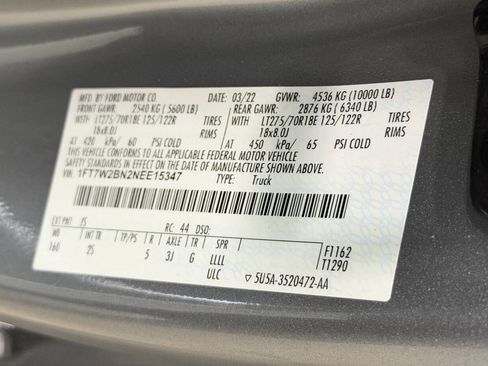 MFD. BY FORD MOTOR CO. DATE: 03/22 GVWR: 4536 KG (10000 LB)
FRONT GAWR: 2540 KG ( 5600 LB) REAR GAWR: 2876 KG ( 6340 LB)
WITH LT275/70R18E 125/122R TIRES WITH LT275/70R18E 125/122R TIRES
18x8.0J RIMS 18x8.0J RIMS
AT 420 kPa/ 60 PSI COLD AT 450 kPa/ 65 PSI COLD
THIS VEHICLE CONFORMS TO ALL APPLICABLE FEDERAL MOTOR VEHICLE
SAFETY STANDARDS IN EFFECT ON THE DATE OF MANUFACTURE SHOWN ABOVE
VIN: 1FT7W2BN2NEE15347 TYPE: Truck
EXT PNT: JS RC: 44 DSO:
WB INT TR TP/PS R AXLE TR SPR
160 2S 5 3J G LLLL
ULC
F1162
T1290
▽ 5U5A-3520472-AA